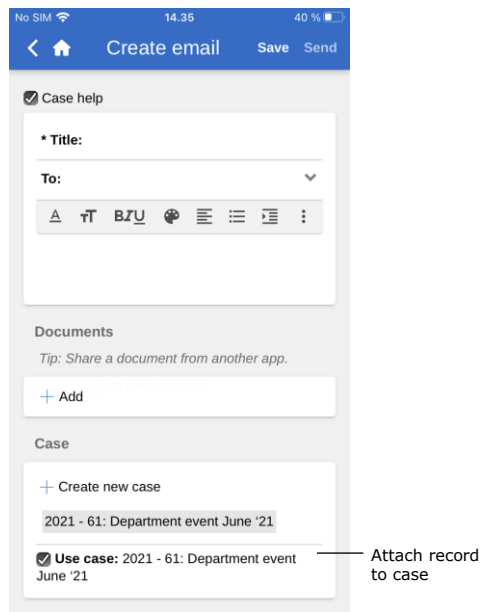 No SIM 14.35 40 %
Create email Save Send
Case help
* Title:
To:
A TT BIU
Documents
Tip: Share a document from another app.
+ Add
Case
+ Create new case
2021 - 61: Department event June ‘21
Use case: 2021 - 61: Department event
June ‘21
Attach record
to case